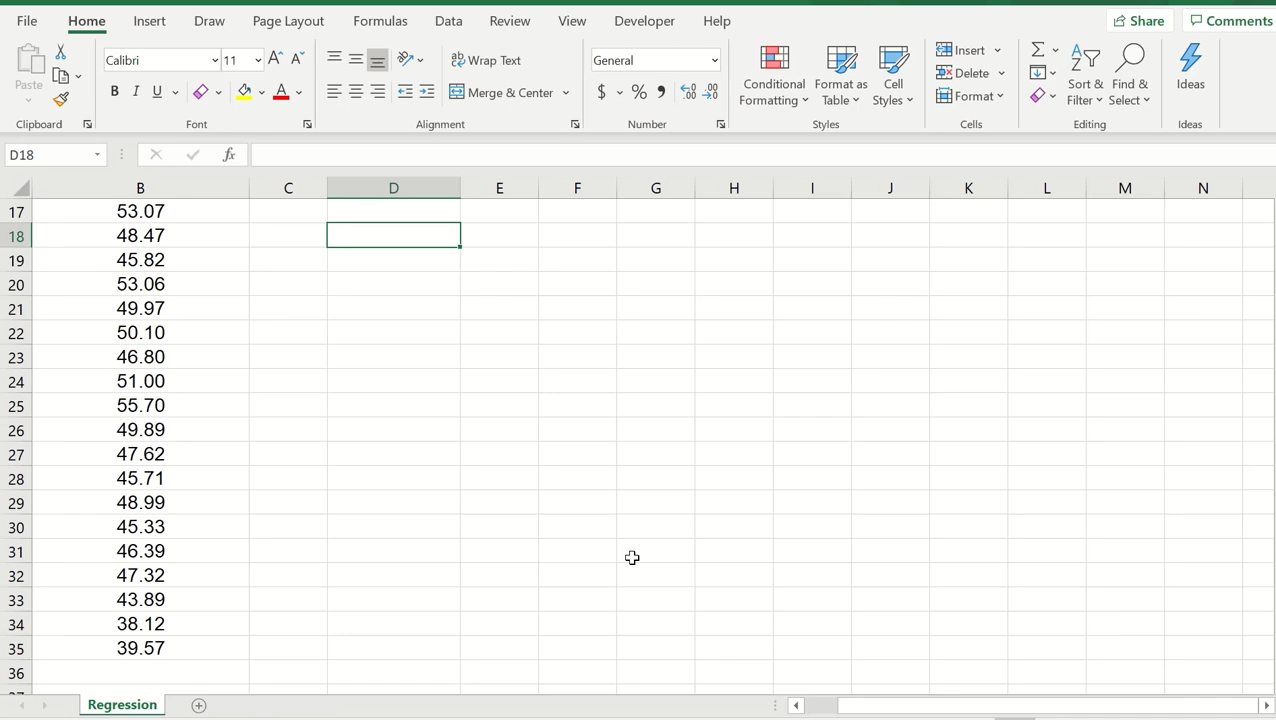 File Home Insert Draw Page Layout Formulas Data Review View Developer Help Share Comments
Calibri 11 Wrap Text General Insert
Paste Conditional Formatting Format as Table Cell Styles Delete Sort & Filter Find & Select Ideas
B I U A Merge & Center $ % , Format
Clipboard Font Alignment Number Styles Cells Editing Ideas
D18 fx
B C D E F G H I J K L M N
17 53.07
18 48.47
19 45.82
20 53.06
21 49.97
22 50.10
23 46.80
24 51.00
25 55.70
26 49.89
27 47.62
28 45.71
29 48.99
30 45.33
31 46.39
32 47.32
33 43.89
34 38.12
35 39.57
36
Regression